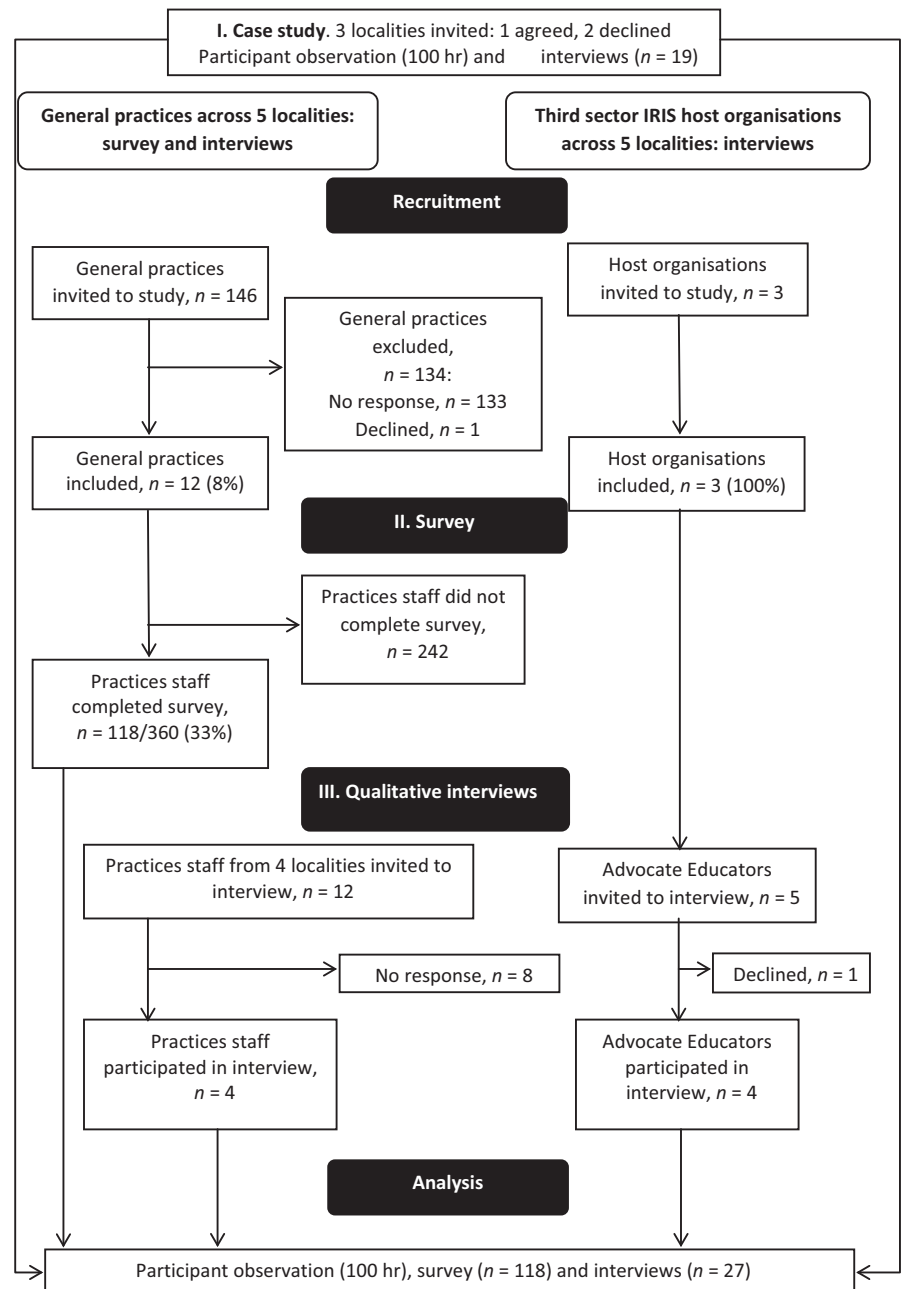 I. Case study. 3 localities invited: 1 agreed, 2 declined
Participant observation (100 hr) and interviews (n = 19)
General practices across 5 localities:
survey and interviews
Third sector IRIS host organisations
across 5 localities: interviews
Recruitment
General practices
invited to study, n = 146
Host organisations
invited to study, n = 3
General practices
excluded,
n = 134:
No response, n = 133
Declined, n = 1
General practices
included, n = 12 (8%)
Host organisations
included, n = 3 (100%)
II. Survey
Practices staff did not
complete survey,
n = 242
Practices staff
completed survey,
n = 118/360 (33%)
III. Qualitative interviews
Practices staff from 4 localities invited to
interview, n = 12
Advocate Educators
invited to interview, n = 5
No response, n = 8
Declined, n = 1
Practices staff
participated in interview,
n = 4
Advocate Educators
participated in
interview, n = 4
Analysis
Participant observation (100 hr), survey (n = 118) and interviews (n = 27)